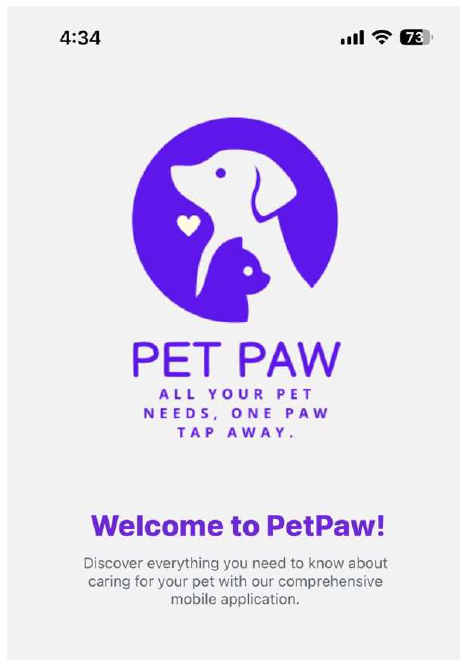 4:34
73
PET PAW
ALL YOUR PET
NEEDS, ONE PAW
TAP AWAY.
Welcome to PetPaw!
Discover everything you need to know about
caring for your pet with our comprehensive
mobile application.